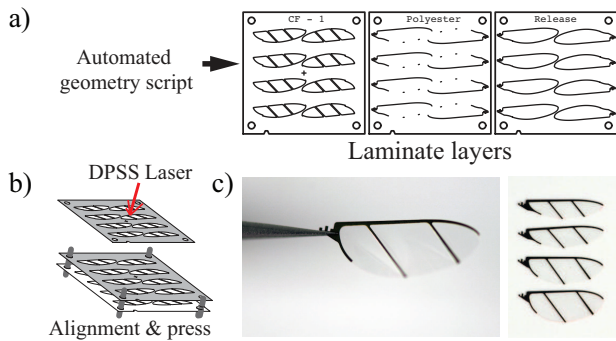 a)
Automated
geometry script
CF - 1
Polyester
Release
Laminate layers
b)
DPSS Laser
Alignment & press
c)